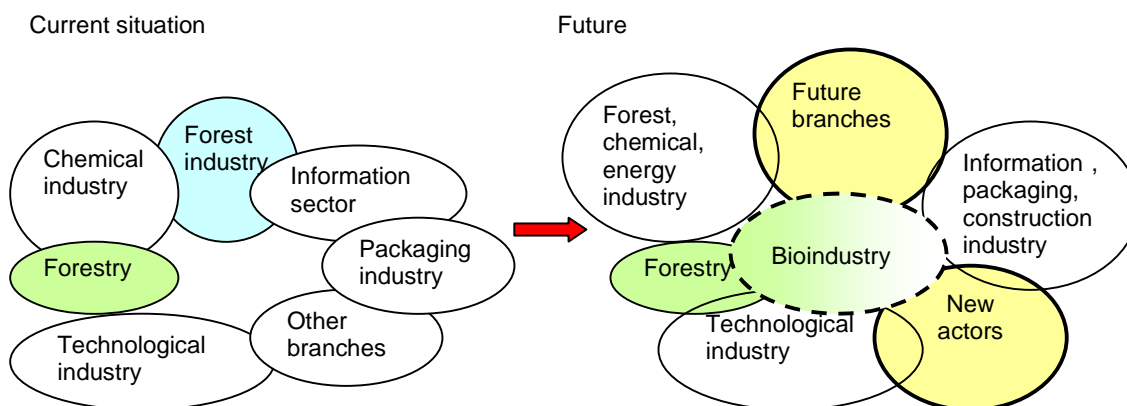 Current situation
Future
Forest
industry
Chemical
industry
Information
sector
Packaging
industry
Forestry
Other
branches
Technological
industry
Future
branches
Forest,
chemical,
energy
industry
Information ,
packaging,
construction
industry
Forestry
Bioindustry
New
actors
Technological
industry